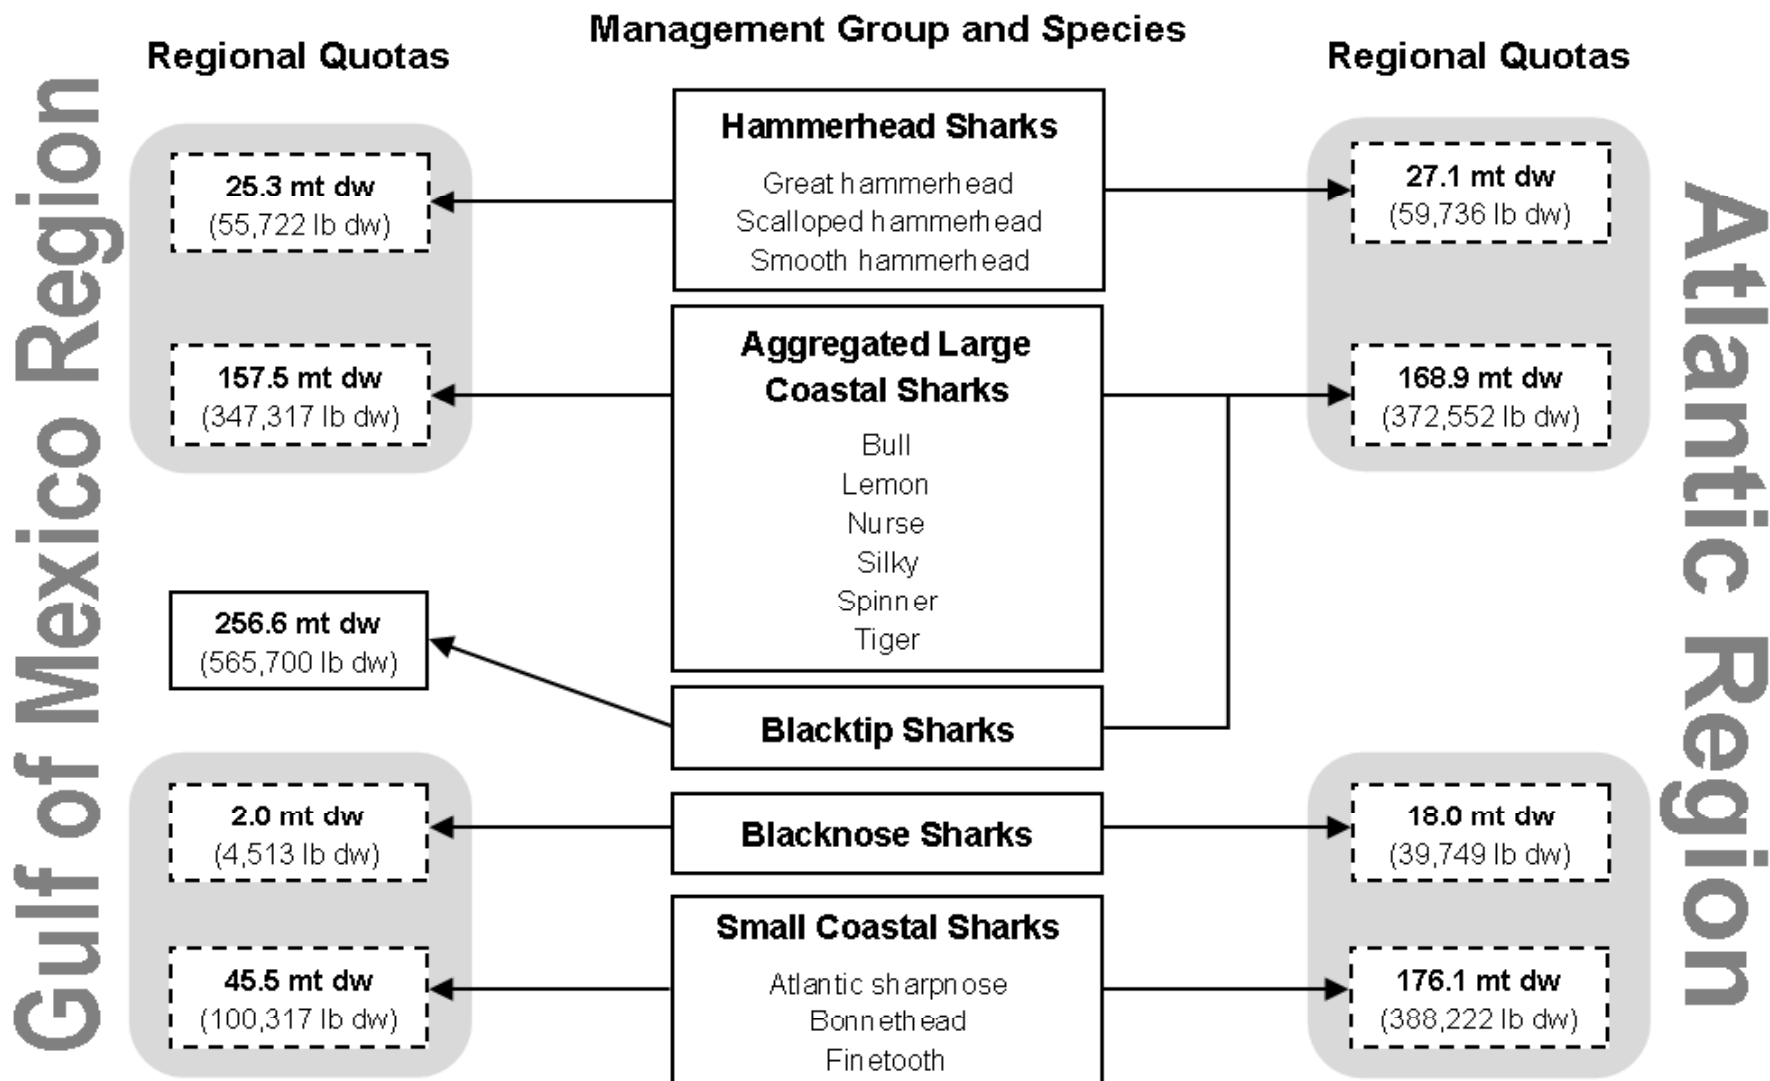 Management Group and Species
Regional Quotas
Regional Quotas
Gulf of Mexico Region
25.3 mt dw
(55,722 lb dw)
157.5 mt dw
(347,317 lb dw)
256.6 mt dw
(565,700 lb dw)
2.0 mt dw
(4,513 lb dw)
45.5 mt dw
(100,317 lb dw)
Hammerhead Sharks
Great hammerhead
Scalloped hammerhead
Smooth hammerhead
Aggregated Large
Coastal Sharks
Bull
Lemon
Nurse
Silky
Spinner
Tiger
Blacktip Sharks
Blacknose Sharks
Small Coastal Sharks
Atlantic sharpnose
Bonnethead
Finetooth
27.1 mt dw
(59,736 lb dw)
168.9 mt dw
(372,552 lb dw)
18.0 mt dw
(39,749 lb dw)
176.1 mt dw
(388,222 lb dw)
Atlantic Region